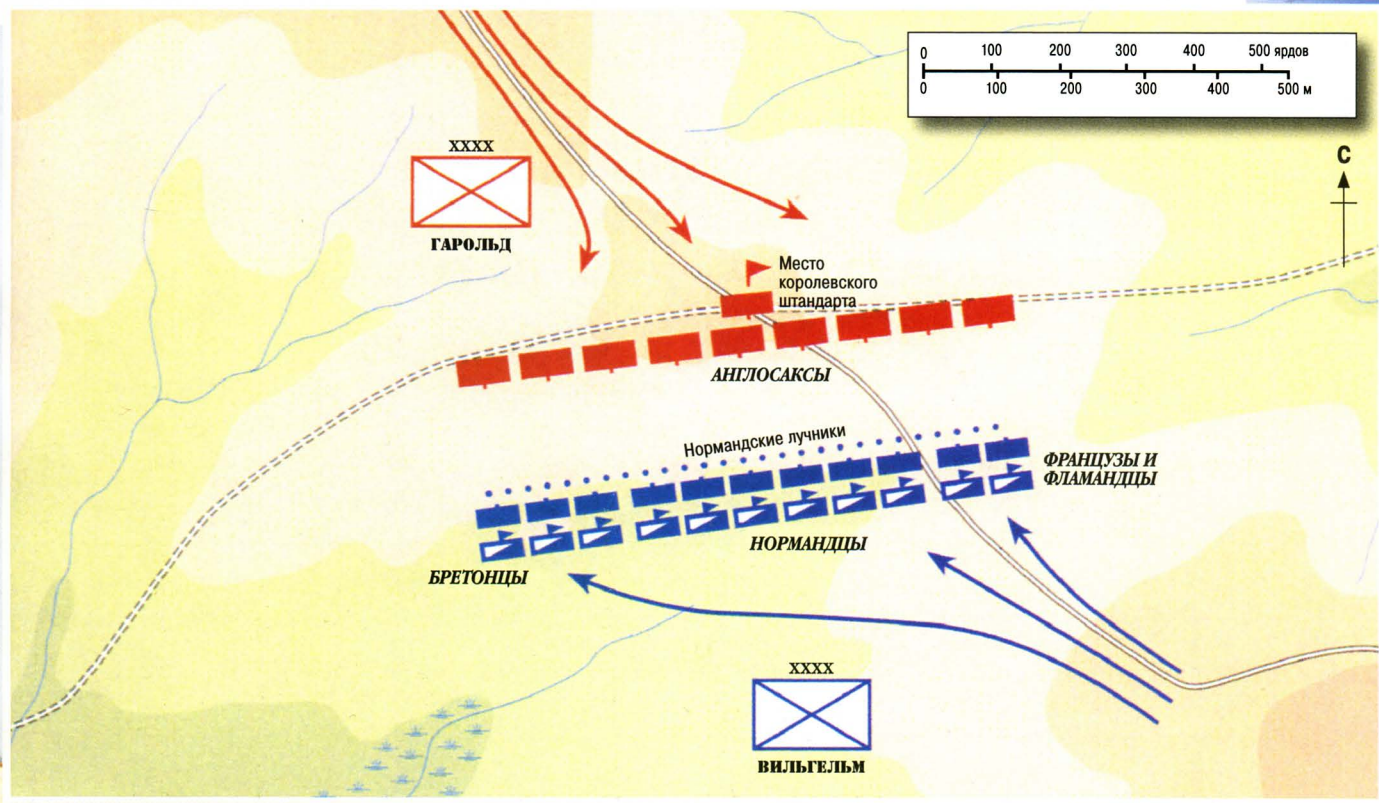 0 100 200 300 400 500 ярдов
0 100 200 300 400 500 м
С
XXXX
ГАРОЛЬД
Место
королевского
штандарта
АНГЛОСАКСЫ
Нормандские лучники
ФРАНЦУЗЫ И
ФЛАМАНДЦЫ
НОРМАНДЦЫ
БРЕТОНЦЫ
XXXX
ВИЛЬГЕЛЬМ